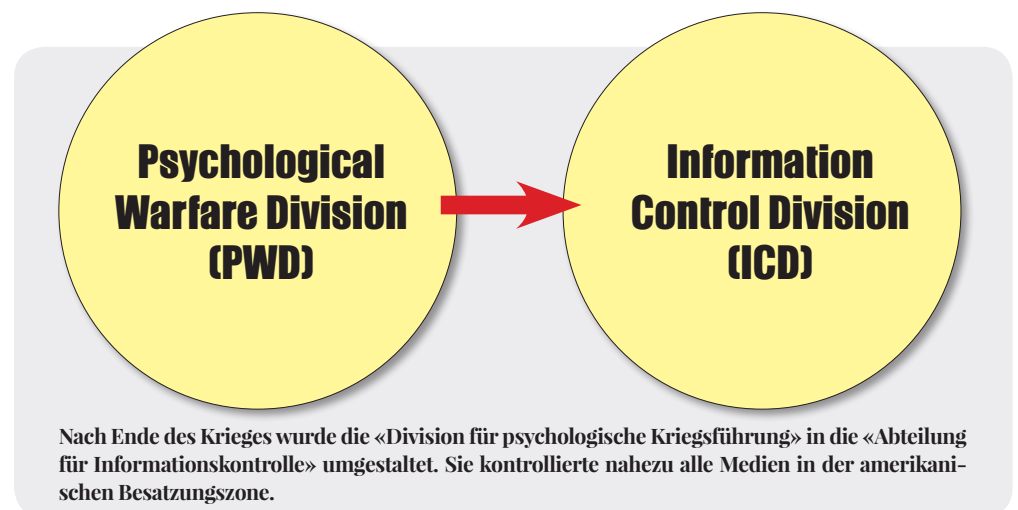 Psychological
Warfare Division
(PWD)
Information
Control Division
(ICD)
Nach Ende des Krieges wurde die «Division für psychologische Kriegsführung» in die «Abteilung
für Informationskontrolle» umgestaltet. Sie kontrollierte nahezu alle Medien in der amerikani-
schen Besatzungszone.